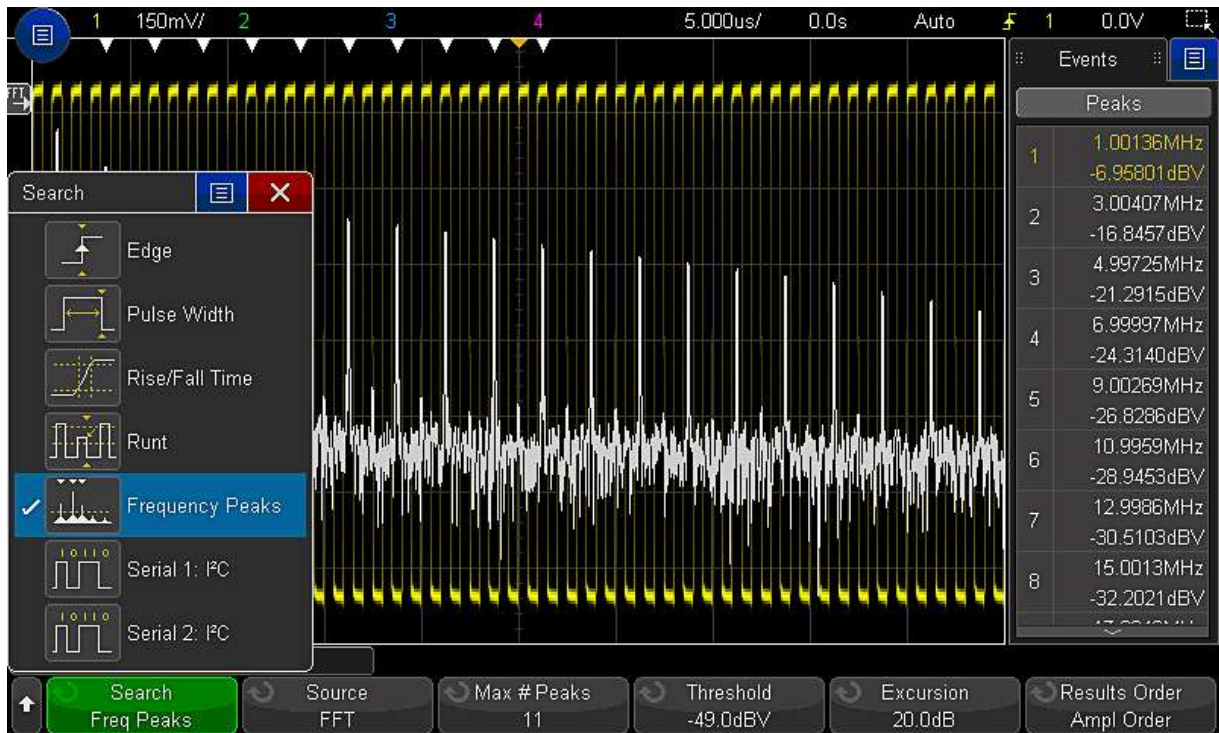 1 150mV/ 2 3 4 5.000us/ 0.0s Auto 1 0.0V
FFT
Events
Peaks
1 1.00136MHz
-6.95801dBV
2 3.00407MHz
-16.8457dBV
3 4.99725MHz
-21.2915dBV
4 6.99997MHz
-24.3140dBV
5 9.00269MHz
-26.8286dBV
6 10.9959MHz
-28.9453dBV
7 12.9986MHz
-30.5103dBV
8 15.0013MHz
-32.2021dBV
Search
Edge
Pulse Width
Rise/Fall Time
Runt
Frequency Peaks
10110
Serial 1: I²C
10110
Serial 2: I²C
Search
Freq Peaks
Source
FFT
Max # Peaks
11
Threshold
-49.0dBV
Excursion
20.0dB
Results Order
Ampl Order